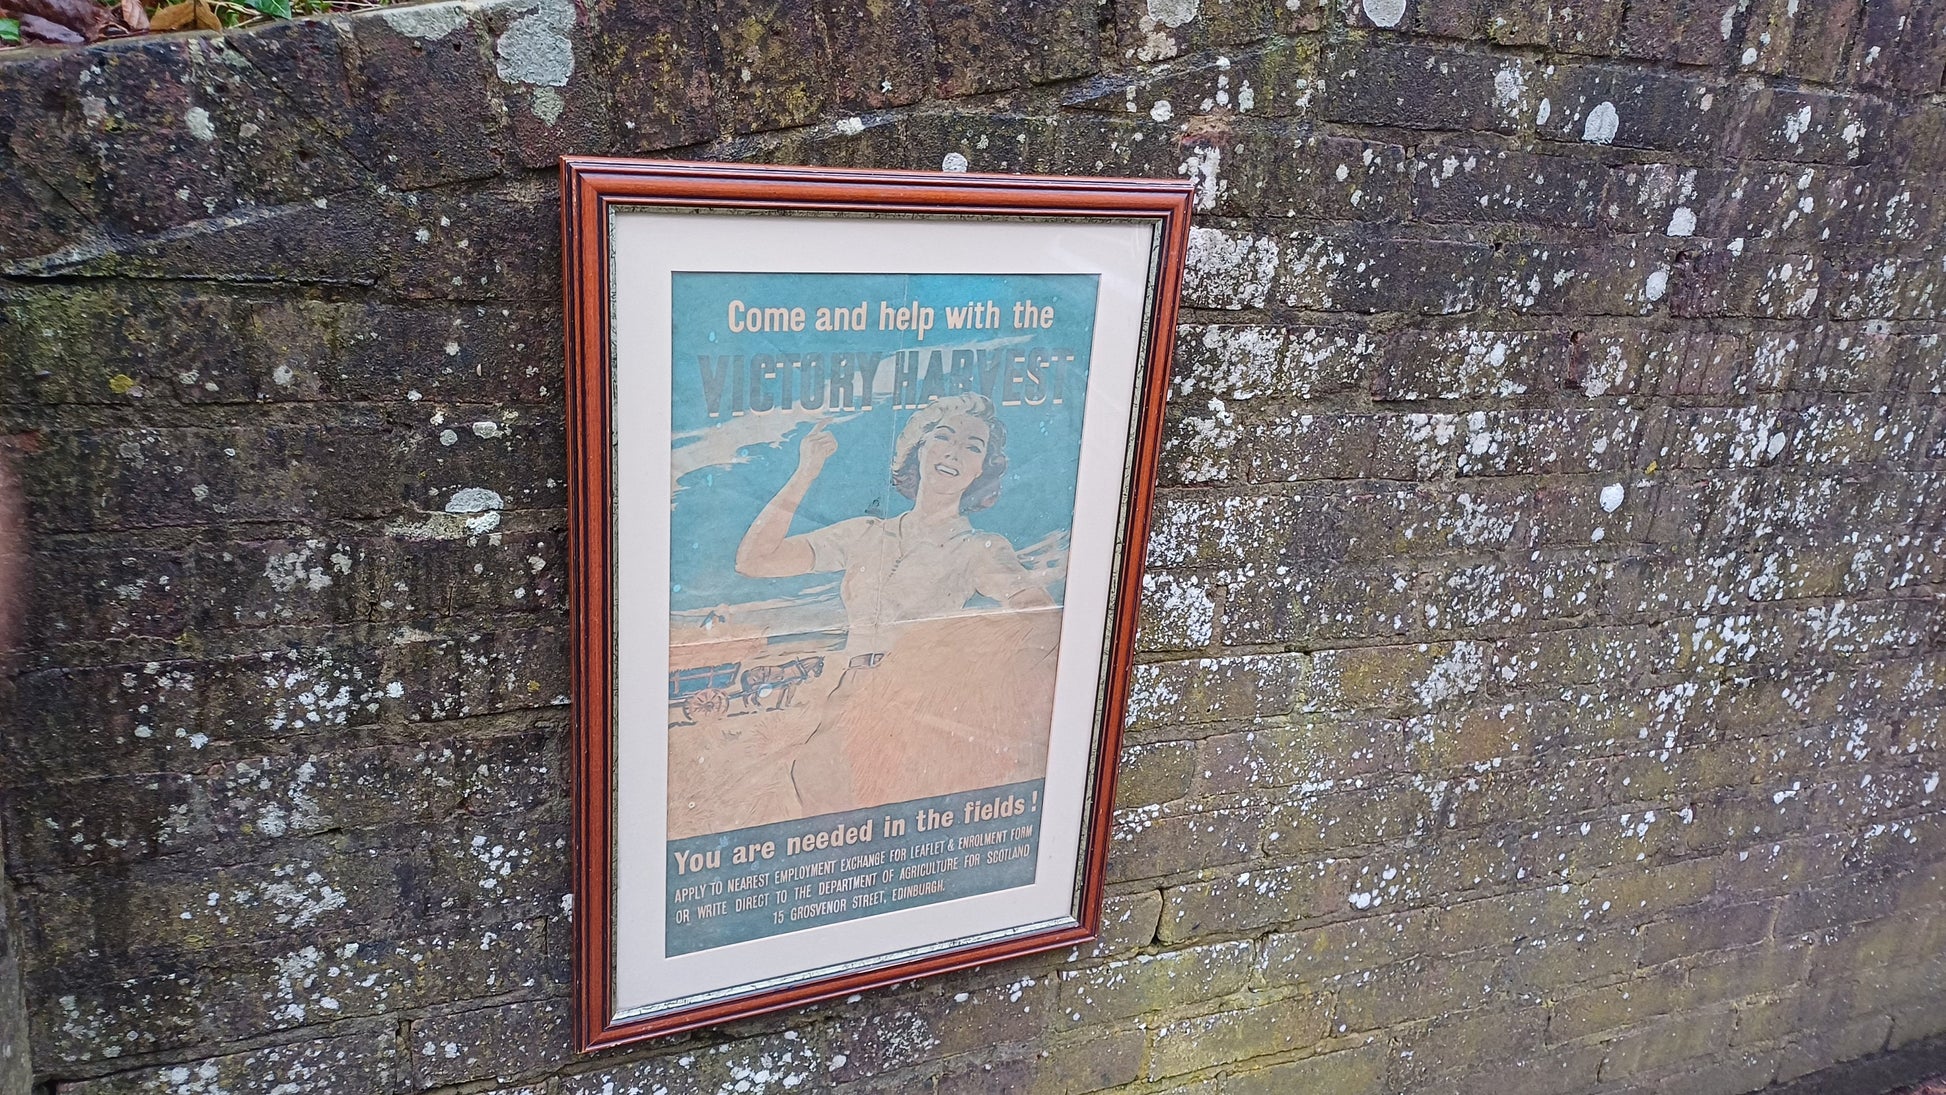 Come and help with the
VICTORY HARVEST
You are needed in the fields!
APPLY TO NEAREST EMPLOYMENT EXCHANGE FOR LEAFLET & ENROLMENT FORM
OR WRITE DIRECT TO THE DEPARTMENT OF AGRICULTURE FOR SCOTLAND
15 GROSVENOR STREET, EDINBURGH.